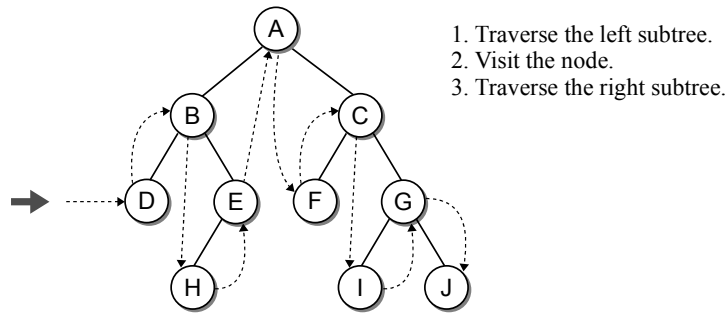 A
1. Traverse the left subtree.
2. Visit the node.
3. Traverse the right subtree.
B
C
D
E
F
G
H
I
J